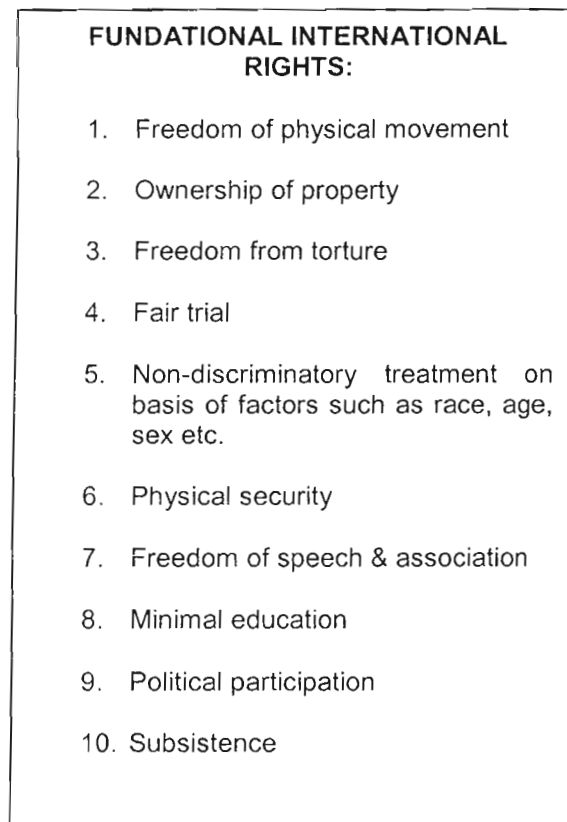 FUNDATIONAL INTERNATIONAL
RIGHTS:
1. Freedom of physical movement
2. Ownership of property
3. Freedom from torture
4. Fair trial
5. Non-discriminatory treatment on
basis of factors such as race, age,
sex etc.
6. Physical security
7. Freedom of speech & association
8. Minimal education
9. Political participation
10. Subsistence